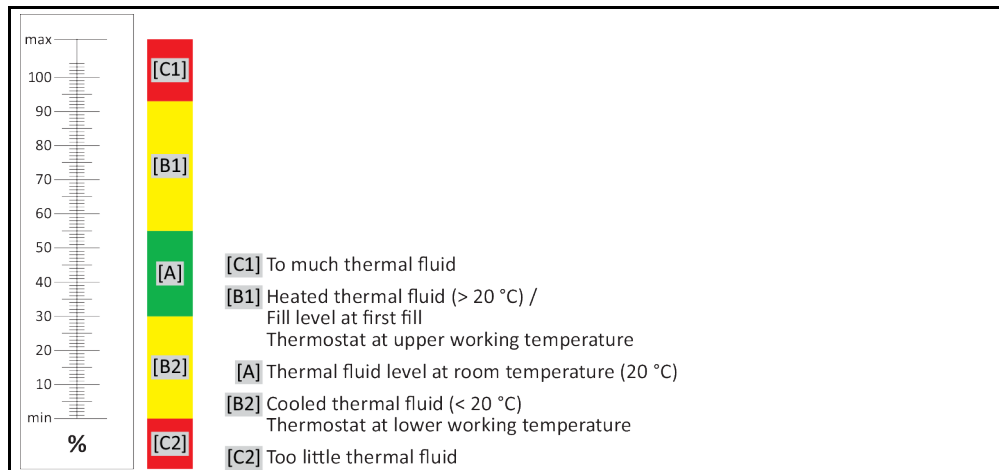 max
100
90
80
70
60
50
40
30
20
10
min
%
[C1]
[B1]
[A]
[B2]
[C2]
[C1] To much thermal fluid
[B1] Heated thermal fluid (> 20 °C) /
Fill level at first fill
Thermostat at upper working temperature
[A] Thermal fluid level at room temperature (20 °C)
[B2] Cooled thermal fluid (< 20 °C)
Thermostat at lower working temperature
[C2] Too little thermal fluid